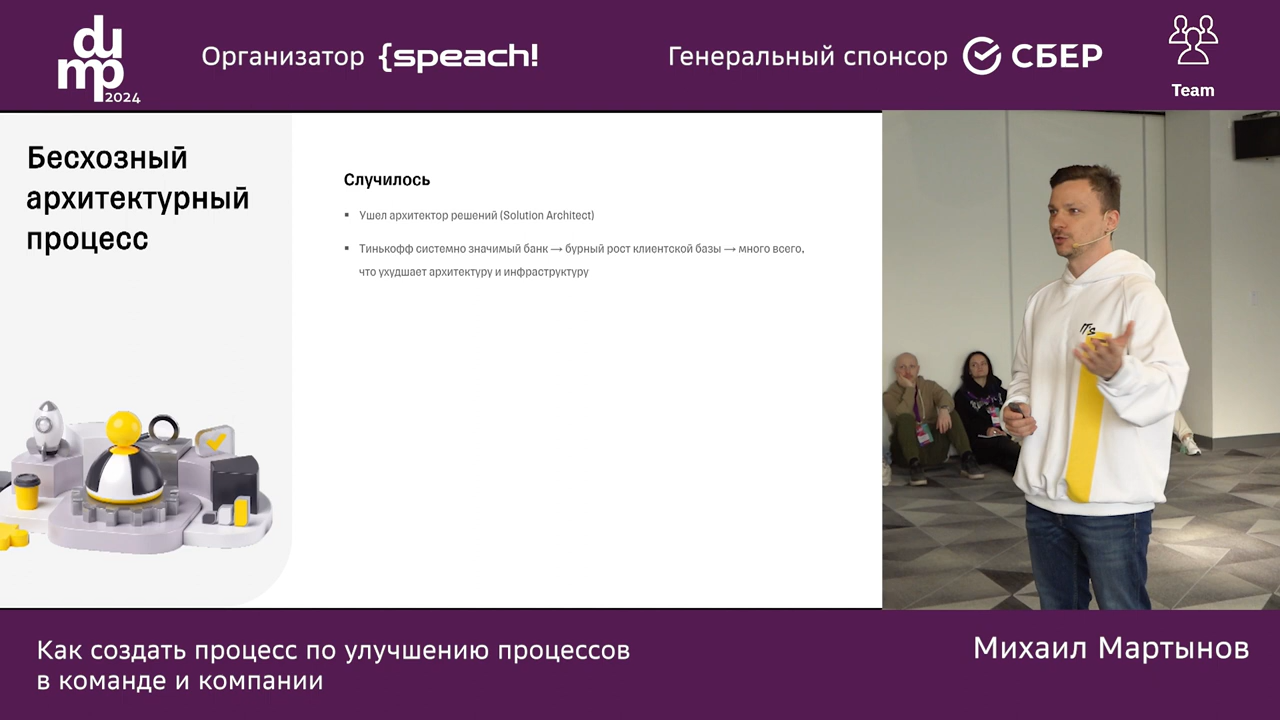 dump
2024
Организатор {speach!
Генеральный спонсор СБЕР
Team
Бесхозный
архитектурный
процесс
Случилось
▪ Ушел архитектор решений (Solution Architect)
▪ Тинькофф системно значимый банк → бурный рост клиентской базы → много всего,
что ухудшает архитектуру и инфраструктуру
IT's
Как создать процесс по улучшению процессов
в команде и компании
Михаил Мартынов